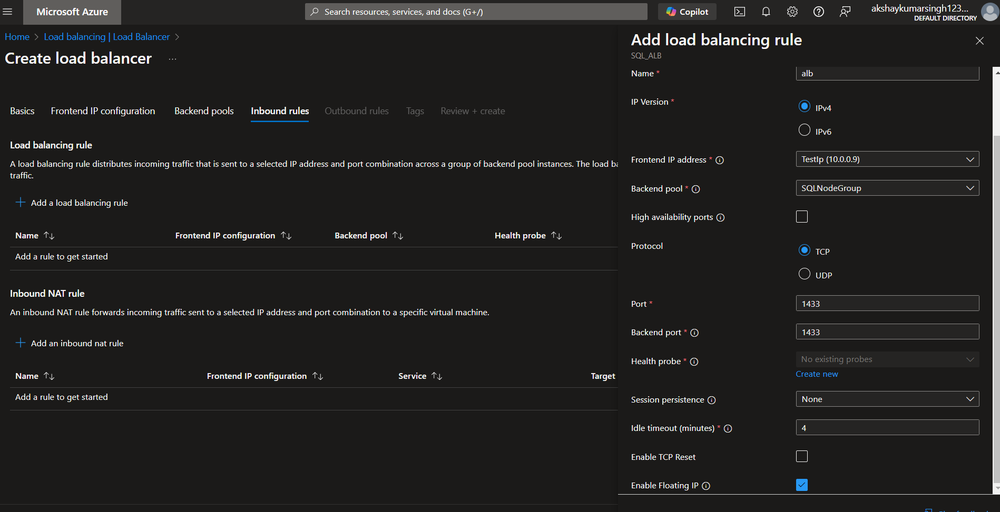 Microsoft Azure
Search resources, services, and docs (G+/)
Copilot
akshaykumarsingh123...
DEFAULT DIRECTORY
Home > Load balancing | Load Balancer >
Create load balancer ...
Basics Frontend IP configuration Backend pools Inbound rules Outbound rules Tags Review + create
Load balancing rule
A load balancing rule distributes incoming traffic that is sent to a selected IP address and port combination across a group of backend pool instances. The load ba
traffic.
+ Add a load balancing rule
Name ↑↓ Frontend IP configuration ↑↓ Backend pool ↑↓ Health probe ↑↓
Add a rule to get started
Inbound NAT rule
An inbound NAT rule forwards incoming traffic sent to a selected IP address and port combination to a specific virtual machine.
+ Add an inbound nat rule
Name ↑↓ Frontend IP configuration ↑↓ Service ↑↓ Target
Add a rule to get started
Add load balancing rule
SQL_ALB
Name * alb
IP Version * IPv4
IPv6
Frontend IP address * TestIp (10.0.0.9)
Backend pool * SQLNodeGroup
High availability ports
Protocol TCP
UDP
Port * 1433
Backend port * 1433
Health probe * No existing probes
Create new
Session persistence None
Idle timeout (minutes) * 4
Enable TCP Reset
Enable Floating IP